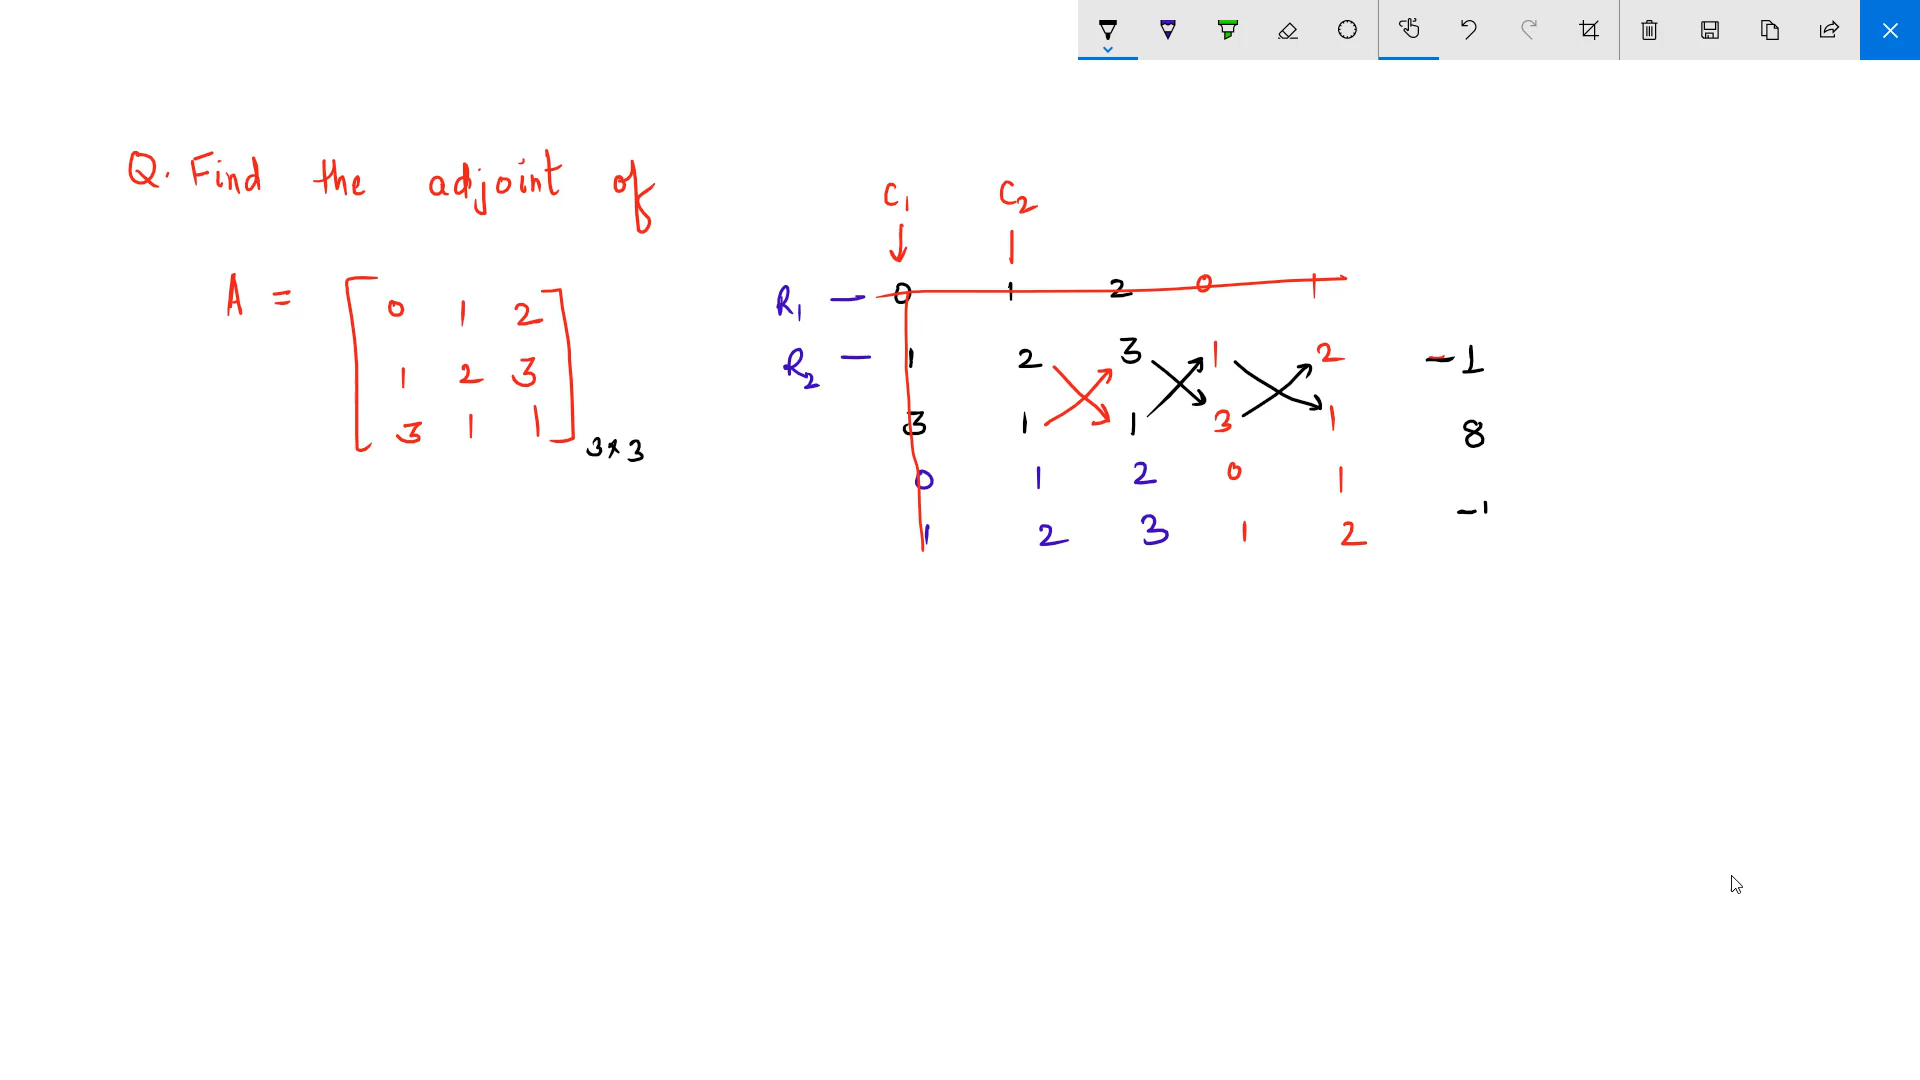 Q. Find the adjoint of
A = [ 0 1 2
1 2 3
3 1 1 ] 3×3
C1 C2
R1 — 0 1 2 0 1
R2 — 1 2 3 1 2 -1
3 1 1 3 1 8
0 1 2 0 1
-1
1 2 3 1 2